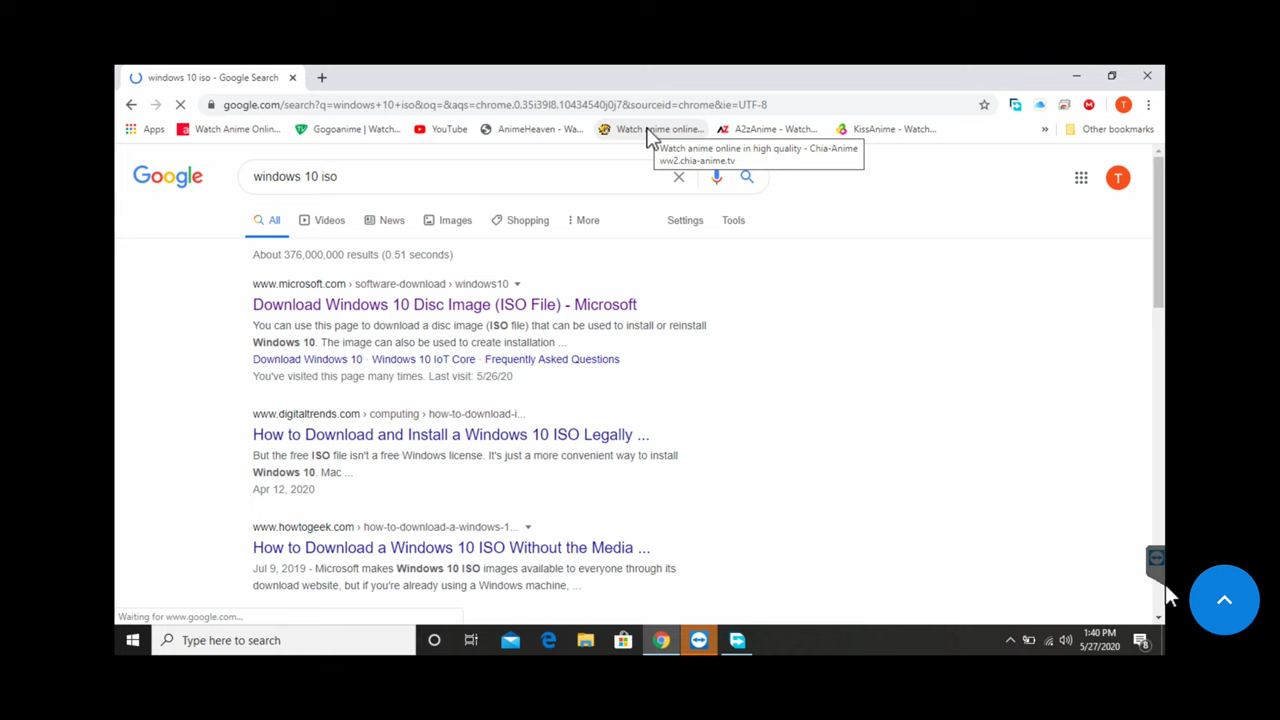 windows 10 iso - Google Search
google.com/search?q=windows+10+iso&oq=&aqs=chrome.0.35i39l8.10434540j0j7&sourceid=chrome&ie=UTF-8
Apps Watch Anime Onlin... Gogoanime | Watch... YouTube AnimeHeaven - Wa... Watch anime online... A2zAnime - Watch... KissAnime - Watch... » Other bookmarks
Watch anime online in high quality - Chia-Anime
ww2.chia-anime.tv
Google windows 10 iso T
All Videos News Images Shopping More Settings Tools
About 376,000,000 results (0.51 seconds)
www.microsoft.com › software-download › windows10
Download Windows 10 Disc Image (ISO File) - Microsoft
You can use this page to download a disc image (ISO file) that can be used to install or reinstall
Windows 10. The image can also be used to create installation ...
Download Windows 10 · Windows 10 IoT Core · Frequently Asked Questions
You've visited this page many times. Last visit: 5/26/20
www.digitaltrends.com › computing › how-to-download-i...
How to Download and Install a Windows 10 ISO Legally ...
But the free ISO file isn't a free Windows license. It's just a more convenient way to install
Windows 10. Mac ...
Apr 12, 2020
www.howtogeek.com › how-to-download-a-windows-1...
How to Download a Windows 10 ISO Without the Media ...
Jul 9, 2019 - Microsoft makes Windows 10 ISO images available to everyone through its
download website, but if you're already using a Windows machine, ...
Waiting for www.google.com...
Type here to search
1:40 PM
5/27/2020
8